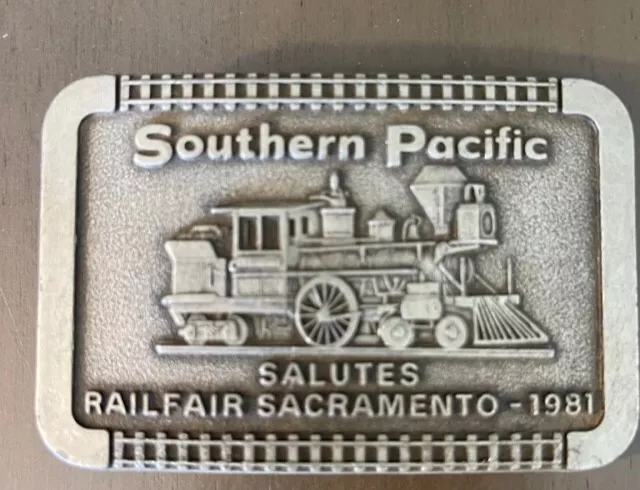 Southern Pacific
SALUTES
RAILFAIR SACRAMENTO - 1981